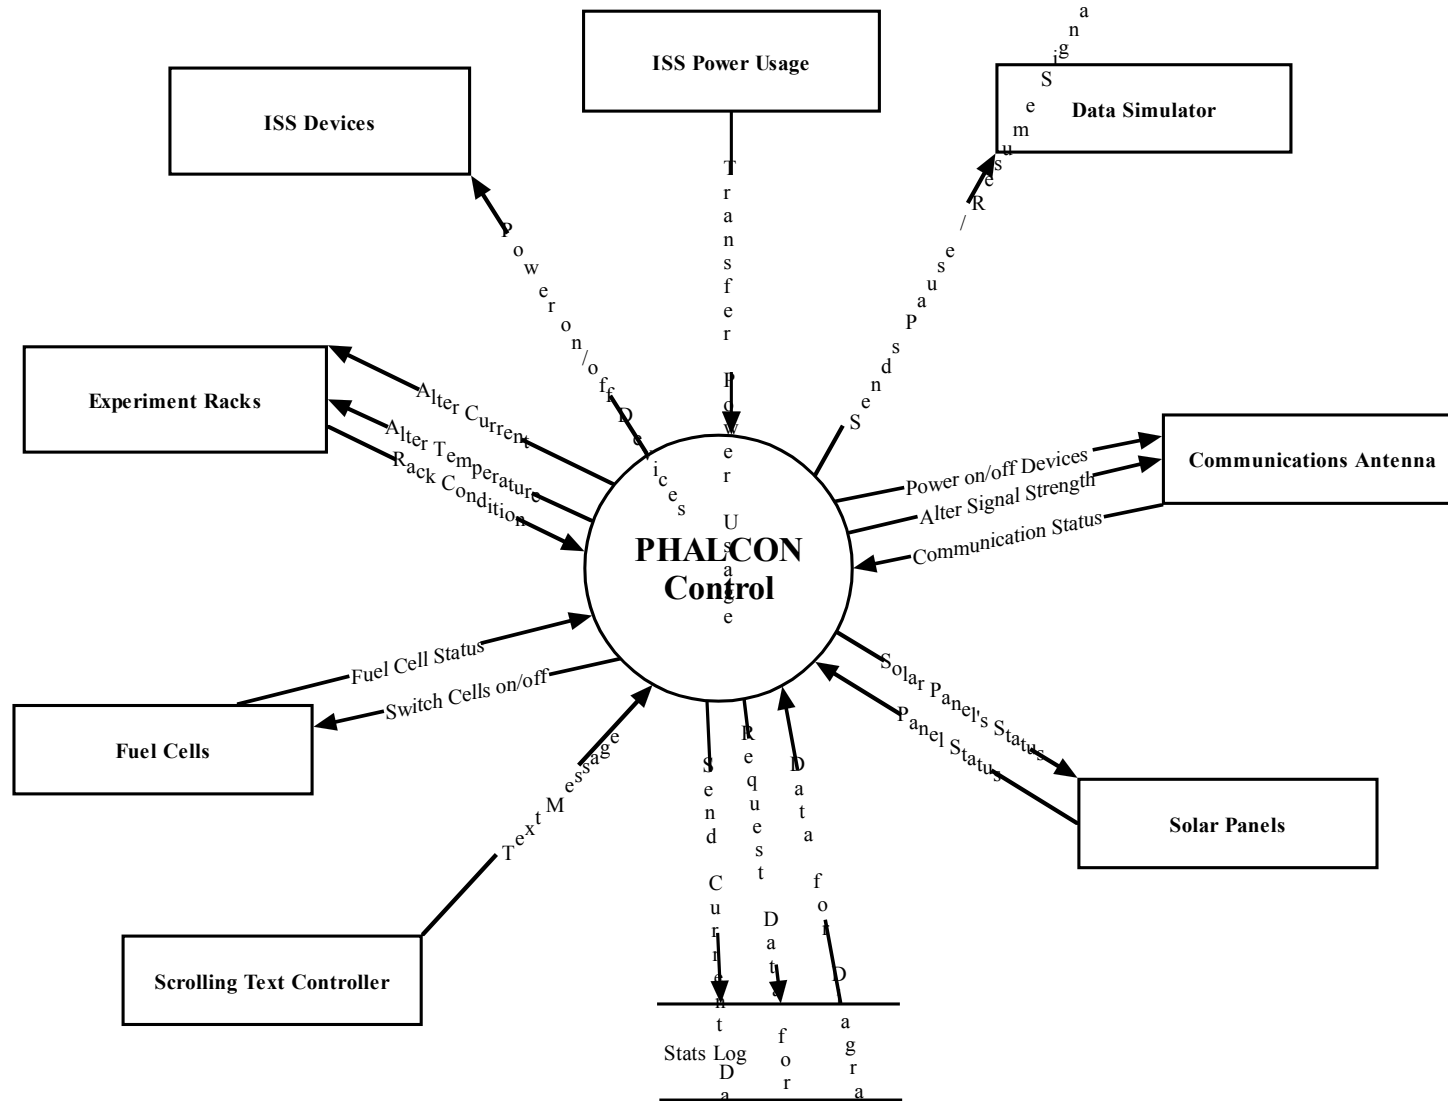 ISS Power Usage
ISS Devices
Data Simulator
Power on/off Devices
Transfer Power Usage
Send Pause/Resume Signa
Experiment Racks
Alter Current
Alter Temperature
Rack Condition
Power on/off Devices
Alter Signal Strength
Communication Status
Communications Antenna
PHALCON
Control
Fuel Cell Status
Switch Cells on/off
Fuel Cells
Solar Panel's Status
Panel Status
Solar Panels
Text Message
Scrolling Text Controller
Send Current Da
Request Data for
Data for Dagra
Stats Log